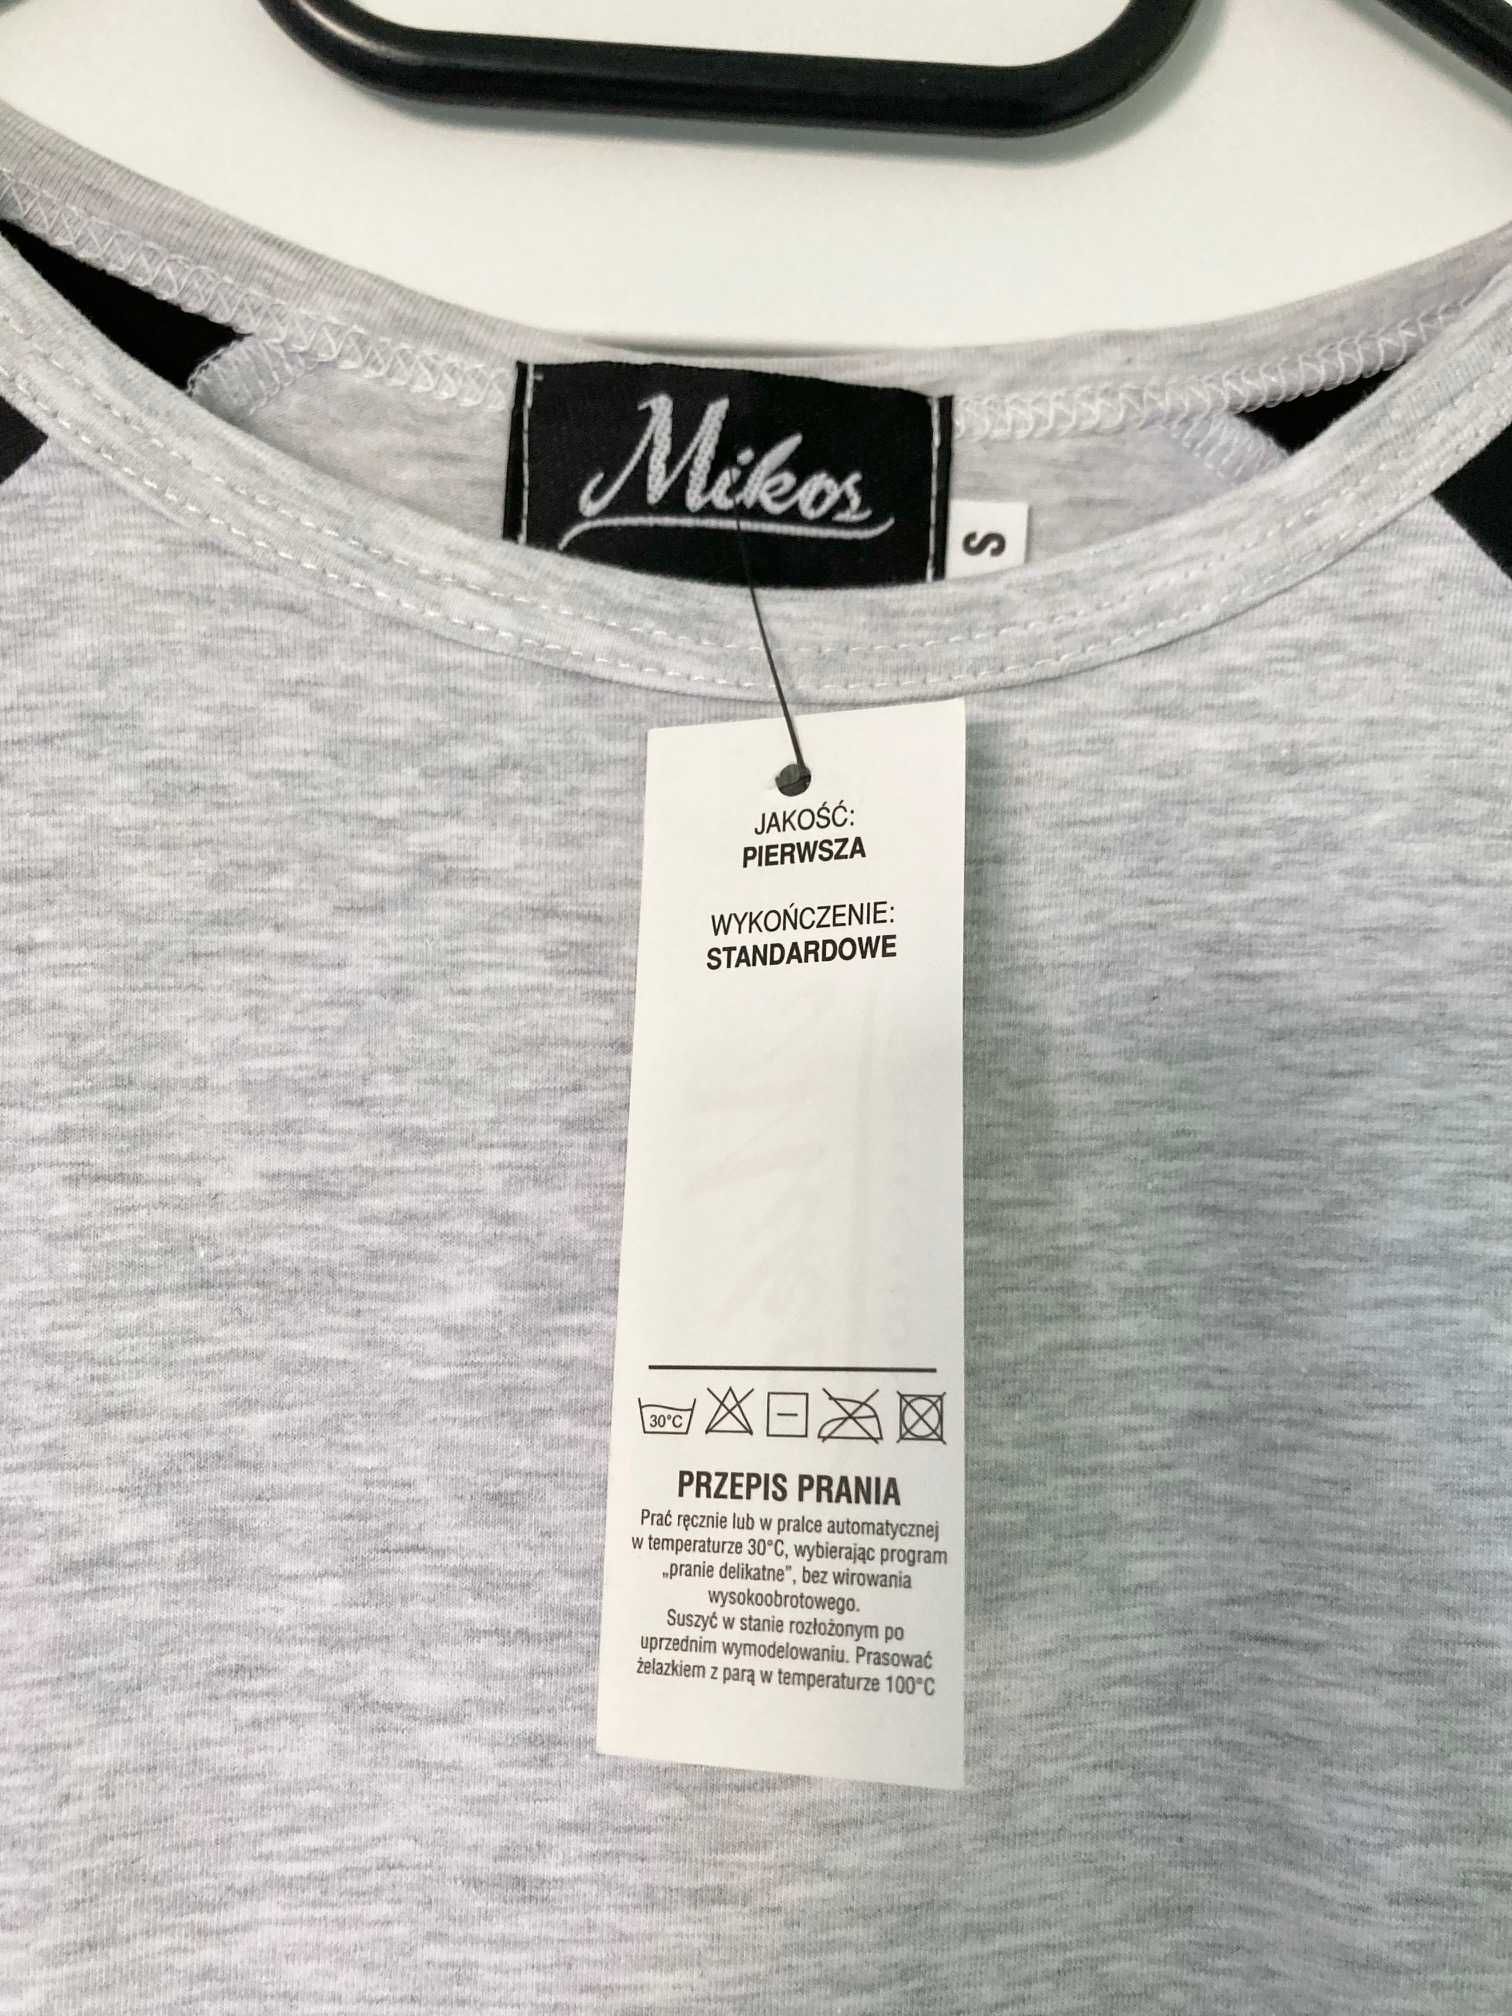 Mikos
S
JAKOŚĆ:
PIERWSZA
WYKOŃCZENIE:
STANDARDOWE
30°C
PRZEPIS PRANIA
Prać ręcznie lub w pralce automatycznej
w temperaturze 30°C, wybierając program
„pranie delikatne”, bez wirowania
wysokoobrotowego.
Suszyć w stanie rozłożonym po
uprzednim wymodelowaniu. Prasować
żelazkiem z parą w temperaturze 100°C